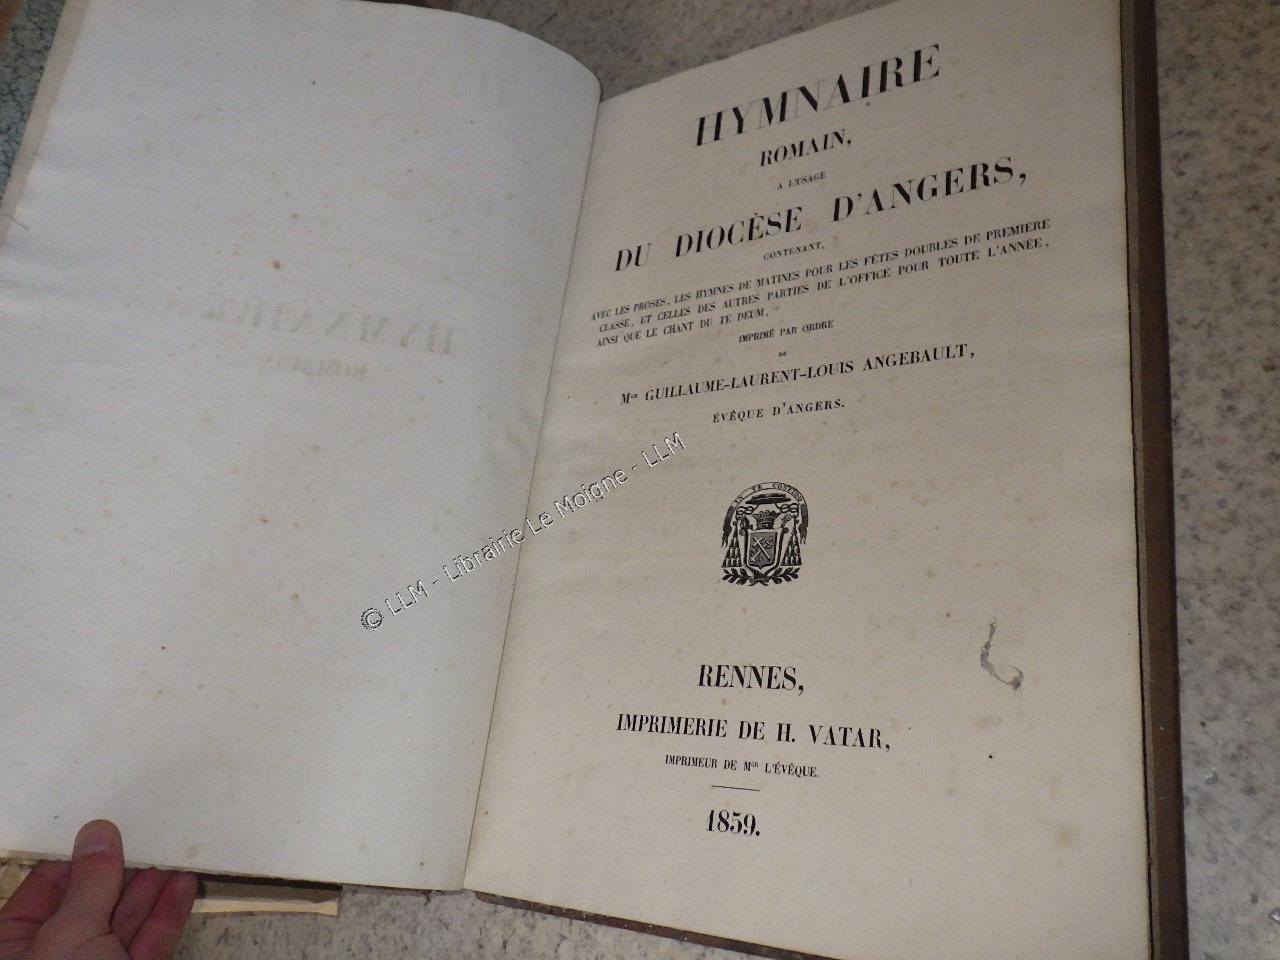 HYMNAIRE
ROMAIN,
A L'USAGE
DU DIOCÈSE D'ANGERS,
CONTENANT,
AVEC LES PROSES, LES HYMNES DE MATINES POUR LES FÊTES DOUBLES DE PREMIÈRE
CLASSE, ET CELLES DES AUTRES PARTIES DE L'OFFICE POUR TOUTE L'ANNÉE,
AINSI QUE LE CHANT DU TE DEUM,
IMPRIMÉ PAR ORDRE
DE
Mgr GUILLAUME-LAURENT-LOUIS ANGEBAULT,
ÉVÊQUE D'ANGERS.
IN TE CONFIDO
RENNES,
IMPRIMERIE DE H. VATAR,
IMPRIMEUR DE Mgr L'ÉVÊQUE.
1859.
© LLM - Librairie Le Moigne - LLM